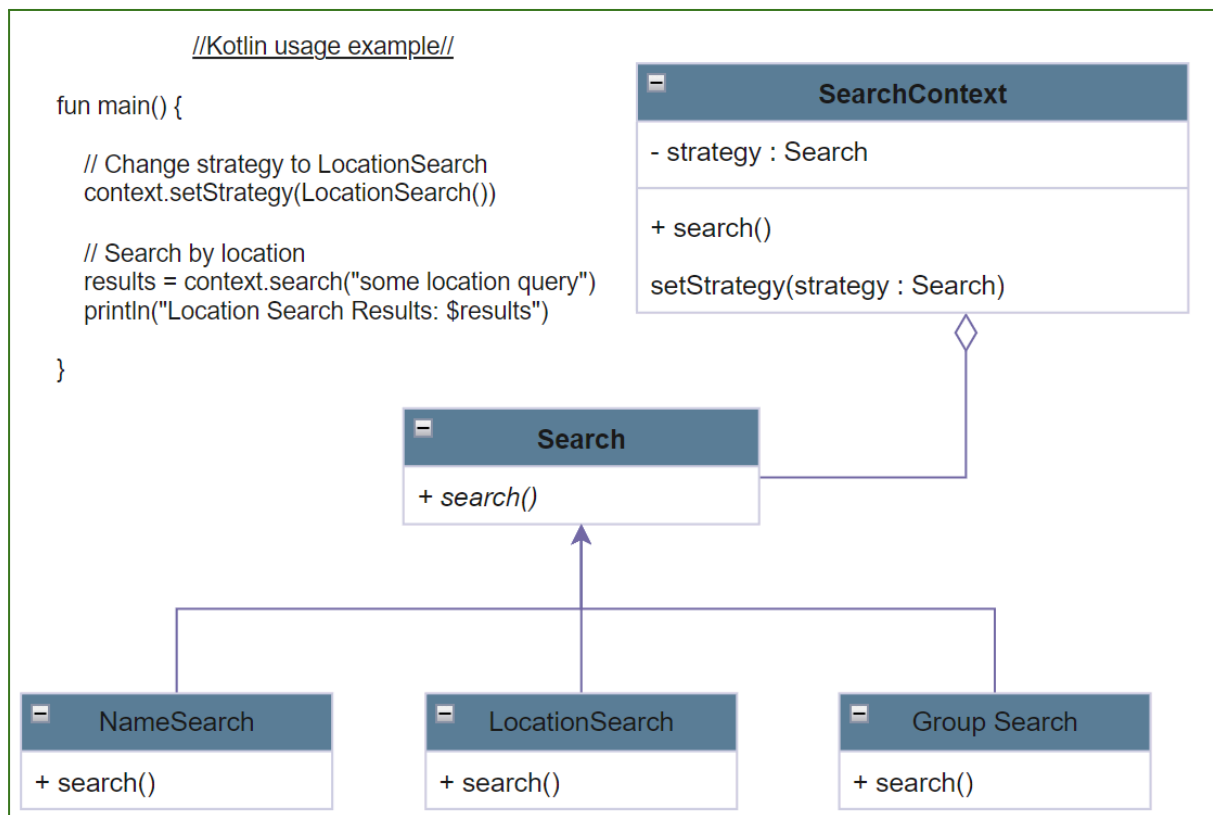 //Kotlin usage example//
fun main() {
// Change strategy to LocationSearch
context.setStrategy(LocationSearch())
// Search by location
results = context.search("some location query")
println("Location Search Results: $results")
}
SearchContext
- strategy : Search
+ search()
setStrategy(strategy : Search)
Search
+ search()
NameSearch
+ search()
LocationSearch
+ search()
Group Search
+ search()